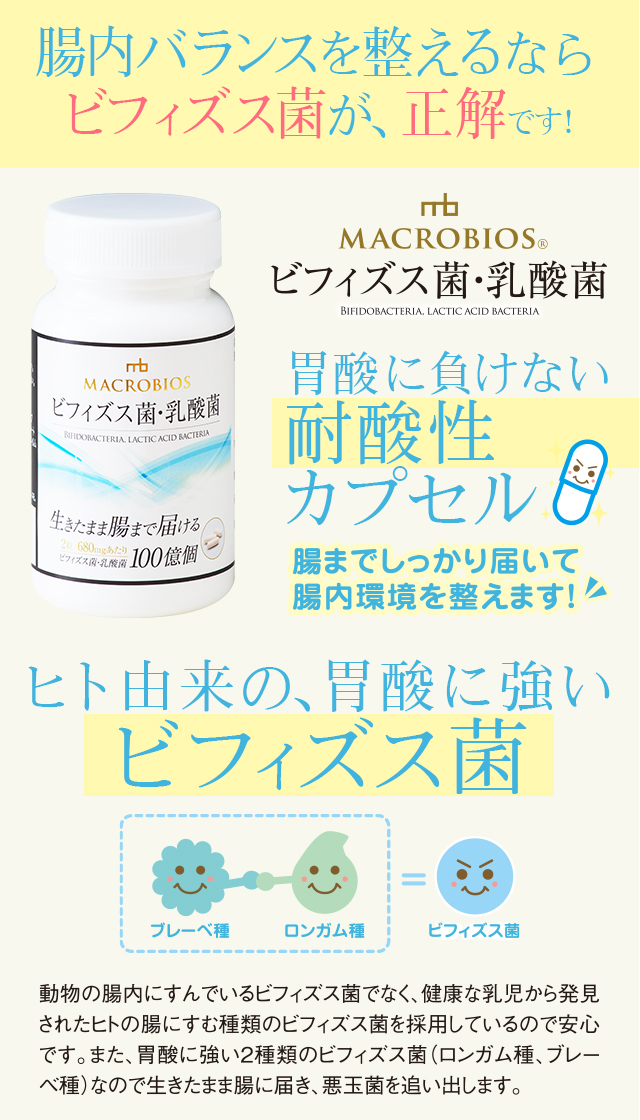 腸内バランスを整えるなら
ビフィズス菌が、正解です!
mb
MACROBIOS®
ビフィズス菌・乳酸菌
BIFIDOBACTERIA, LACTIC ACID BACTERIA
mb
MACROBIOS
ビフィズス菌・乳酸菌
BIFIDOBACTERIA, LACTIC ACID BACTERIA
生きたまま腸まで届ける
2粒 680mgあたり
ビフィズス菌・乳酸菌 100億個
胃酸に負けない
耐酸性
カプセル
腸までしっかり届いて
腸内環境を整えます!
ヒト由来の、胃酸に強い
ビフィズス菌
ブレーベ種
ロンガム種
=
ビフィズス菌
動物の腸内にすんでいるビフィズス菌でなく、健康な乳児から発見
されたヒトの腸にすむ種類のビフィズス菌を採用しているので安心
です。また、胃酸に強い2種類のビフィズス菌（ロンガム種、ブレー
ベ種）なので生きたまま腸に届き、悪玉菌を追い出します。